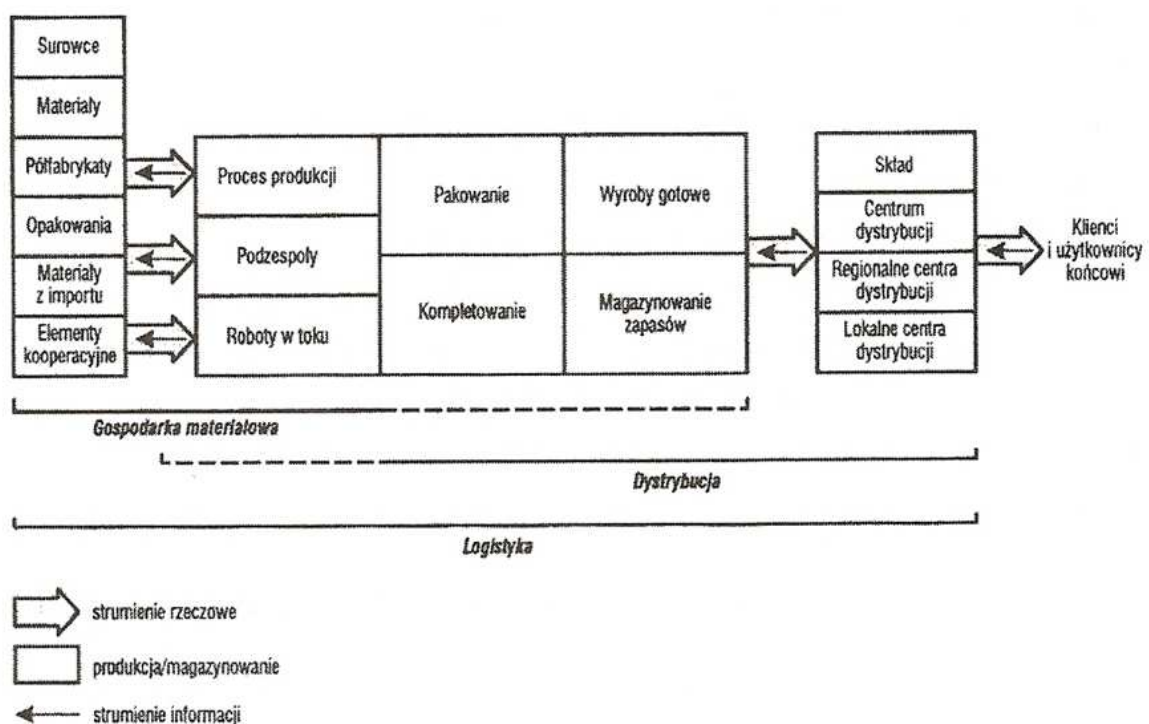 Surowce
Materiały
Półfabrykaty
Opakowania
Materiały
z importu
Elementy
kooperacyjne
Proces produkcji
Podzespoły
Roboty w toku
Pakowanie
Kompletowanie
Wyroby gotowe
Magazynowanie
zapasów
Skład
Centrum
dystrybucji
Regionalne centra
dystrybucji
Lokalne centra
dystrybucji
Klienci
i użytkownicy
końcowi
Gospodarka materiałowa
Dystrybucja
Logistyka
strumienie rzeczowe
produkcja/magazynowanie
strumienie informacji